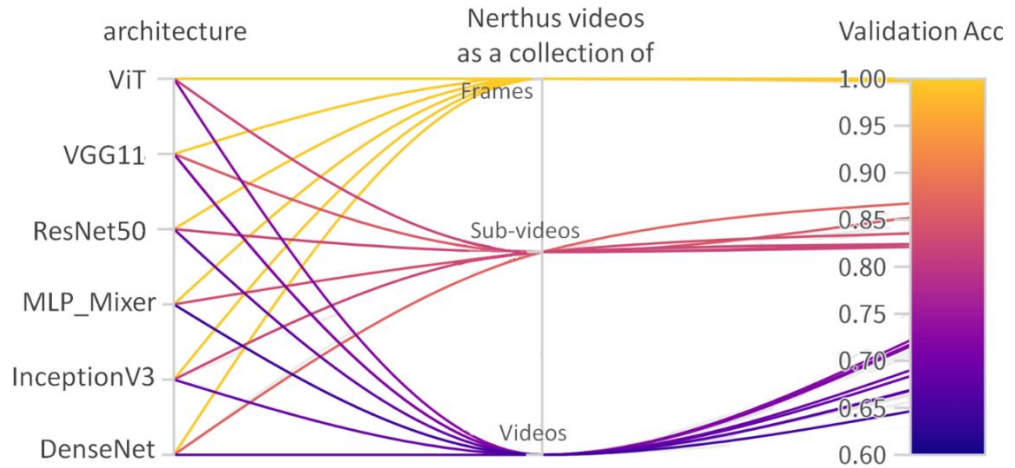 architecture
Nerthus videos
as a collection of
Validation Acc
ViT
VGG11
ResNet50
MLP_Mixer
InceptionV3
DenseNet
Frames
Sub-videos
Videos
1.00
0.95
0.90
0.85
0.80
0.75
0.70
0.65
0.60